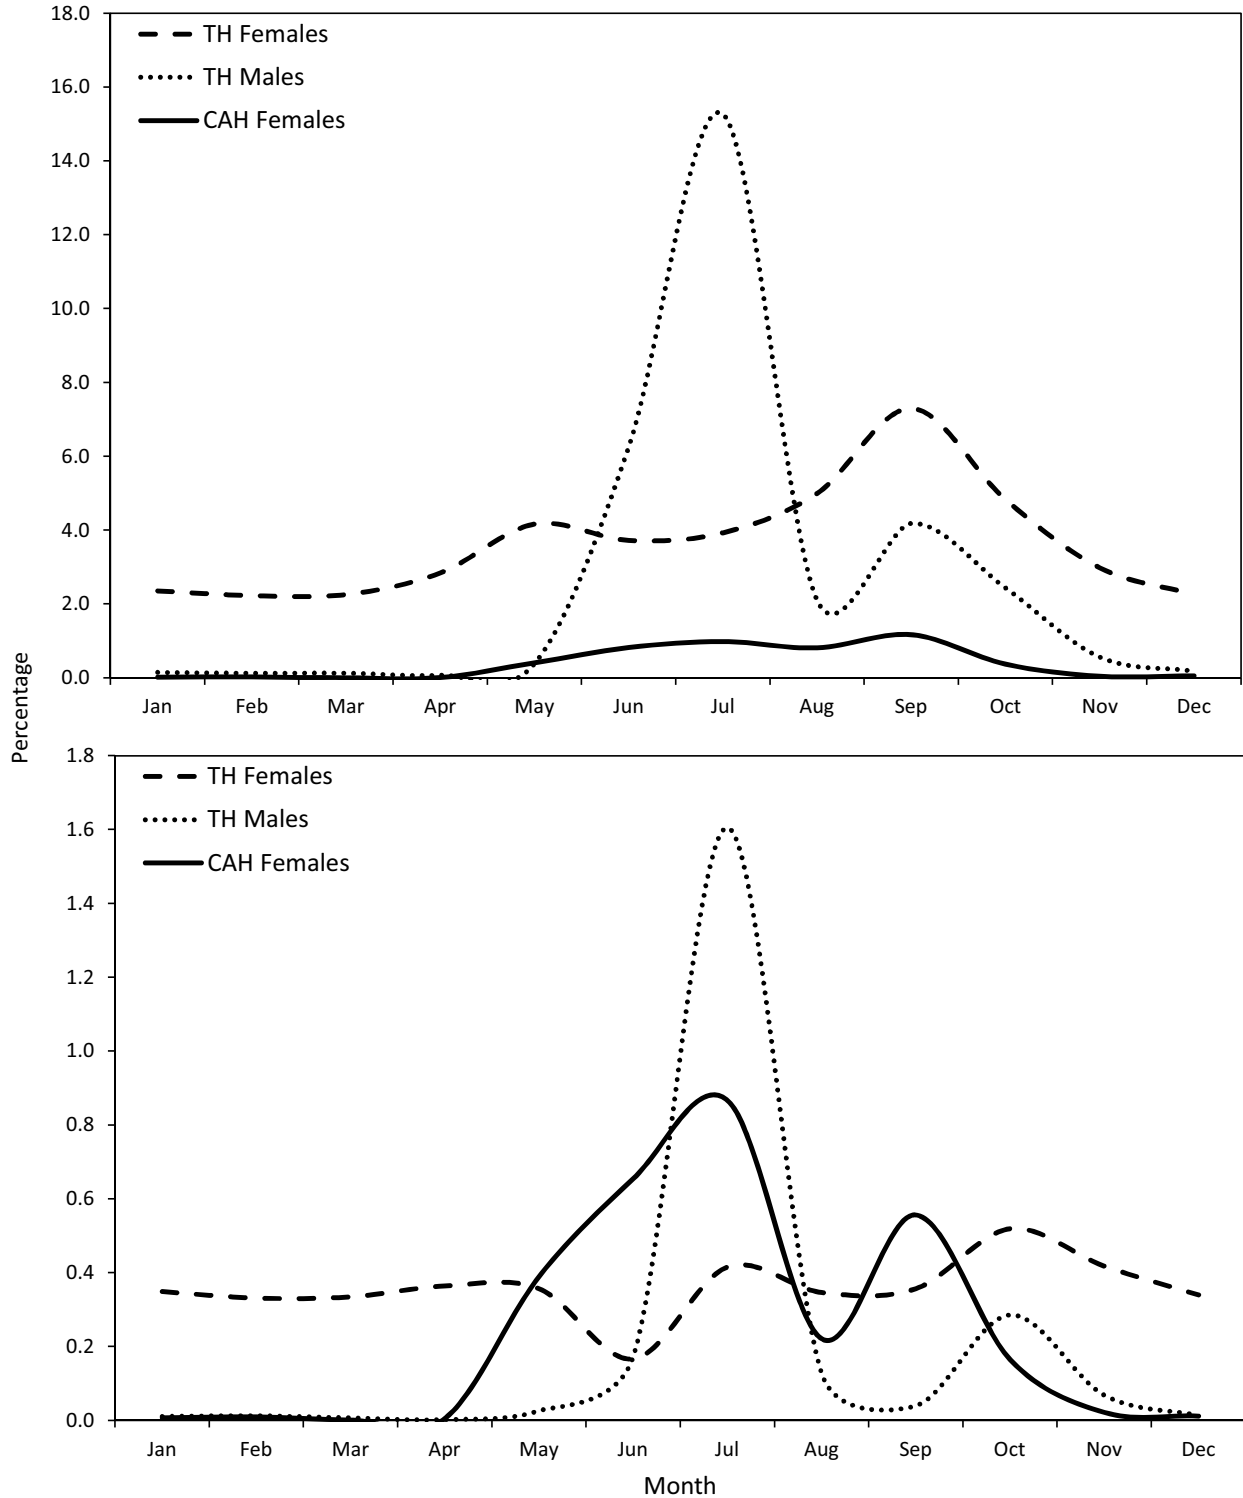 18.0
16.0
14.0
12.0
10.0
8.0
6.0
4.0
2.0
0.0
TH Females
TH Males
CAH Females
Jan Feb Mar Apr May Jun Jul Aug Sep Oct Nov Dec
Percentage
1.8
1.6
1.4
1.2
1.0
0.8
0.6
0.4
0.2
0.0
TH Females
TH Males
CAH Females
Jan Feb Mar Apr May Jun Jul Aug Sep Oct Nov Dec
Month